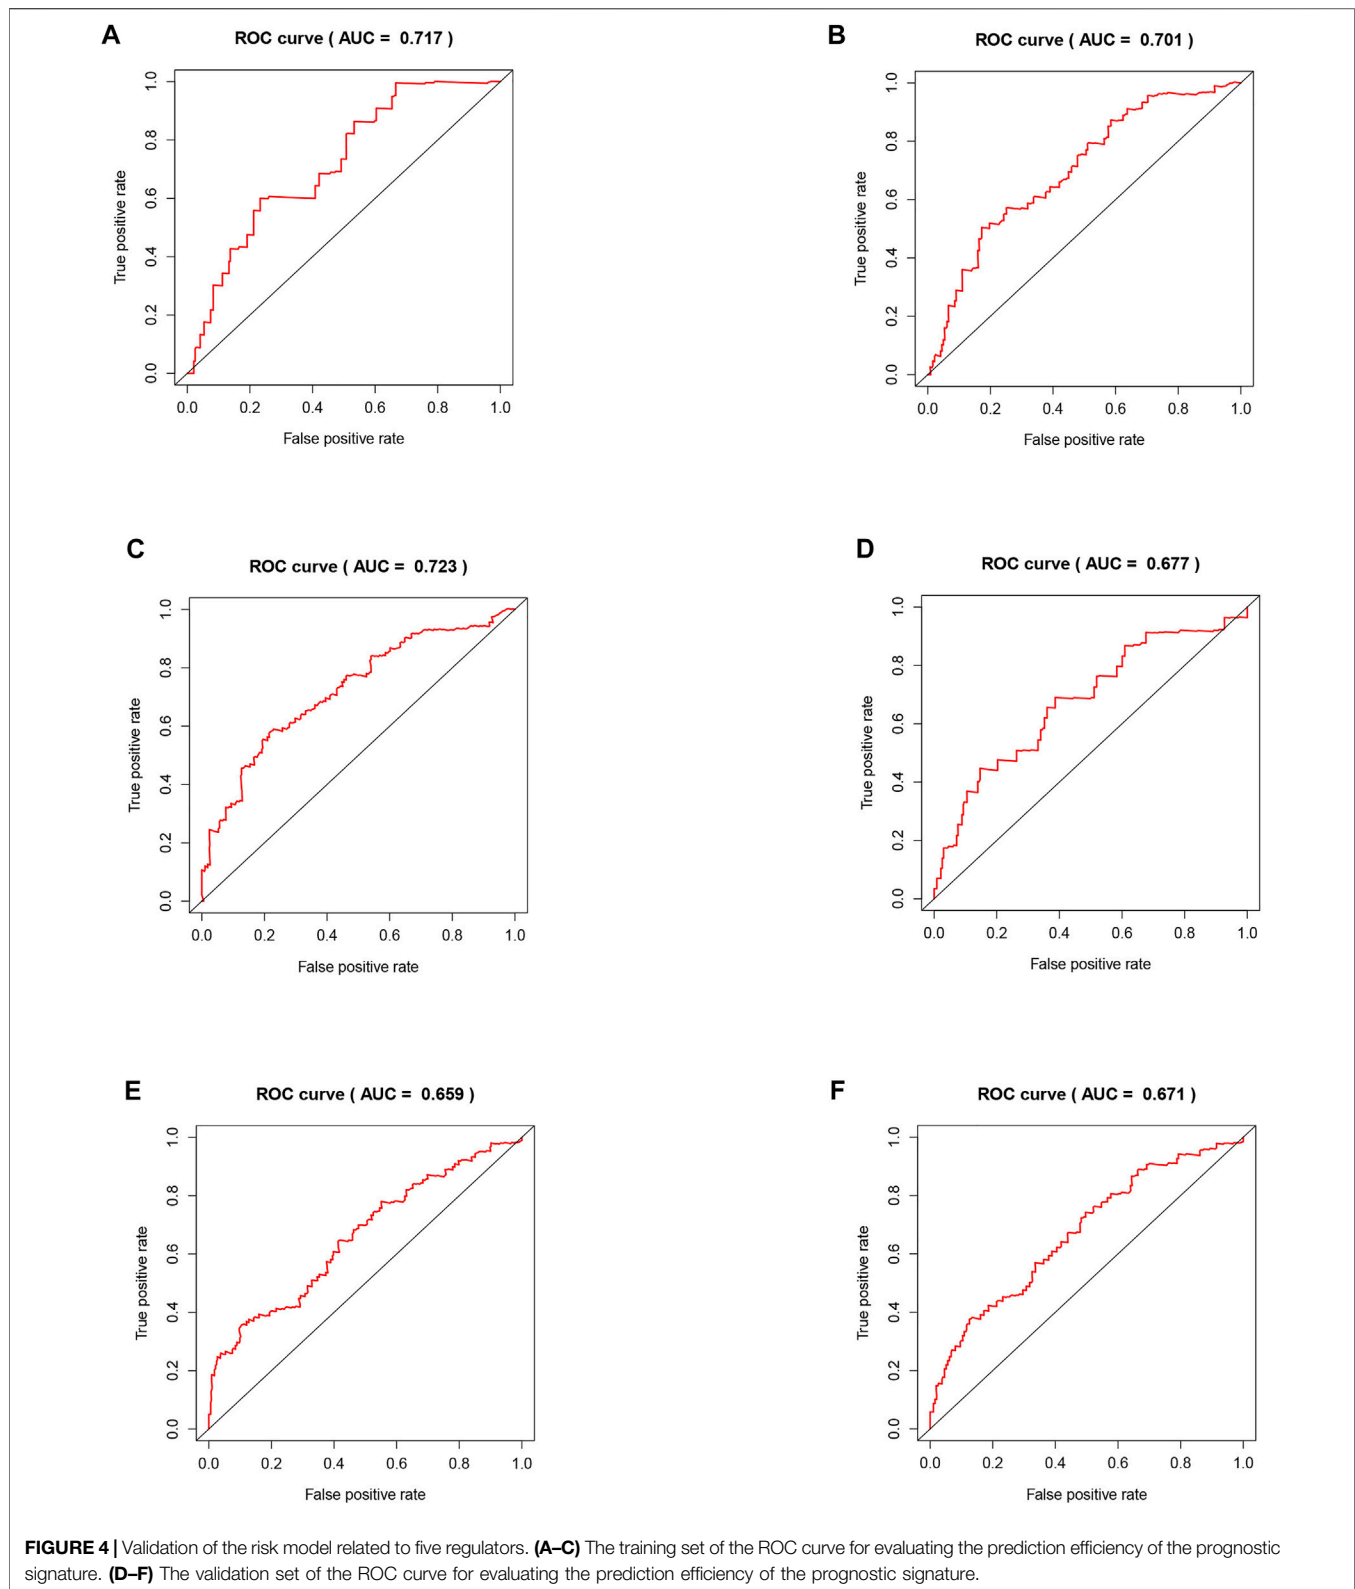 A
ROC curve ( AUC = 0.717 )
True positive rate
0.0 0.2 0.4 0.6 0.8 1.0
0.0 0.2 0.4 0.6 0.8 1.0
False positive rate
B
ROC curve ( AUC = 0.701 )
True positive rate
0.0 0.2 0.4 0.6 0.8 1.0
0.0 0.2 0.4 0.6 0.8 1.0
False positive rate
C
ROC curve ( AUC = 0.723 )
True positive rate
0.0 0.2 0.4 0.6 0.8 1.0
0.0 0.2 0.4 0.6 0.8 1.0
False positive rate
D
ROC curve ( AUC = 0.677 )
True positive rate
0.0 0.2 0.4 0.6 0.8 1.0
0.0 0.2 0.4 0.6 0.8 1.0
False positive rate
E
ROC curve ( AUC = 0.659 )
True positive rate
0.0 0.2 0.4 0.6 0.8 1.0
0.0 0.2 0.4 0.6 0.8 1.0
False positive rate
F
ROC curve ( AUC = 0.671 )
True positive rate
0.0 0.2 0.4 0.6 0.8 1.0
0.0 0.2 0.4 0.6 0.8 1.0
False positive rate
FIGURE 4 | Validation of the risk model related to five regulators. (A–C) The training set of the ROC curve for evaluating the prediction efficiency of the prognostic
signature. (D–F) The validation set of the ROC curve for evaluating the prediction efficiency of the prognostic signature.